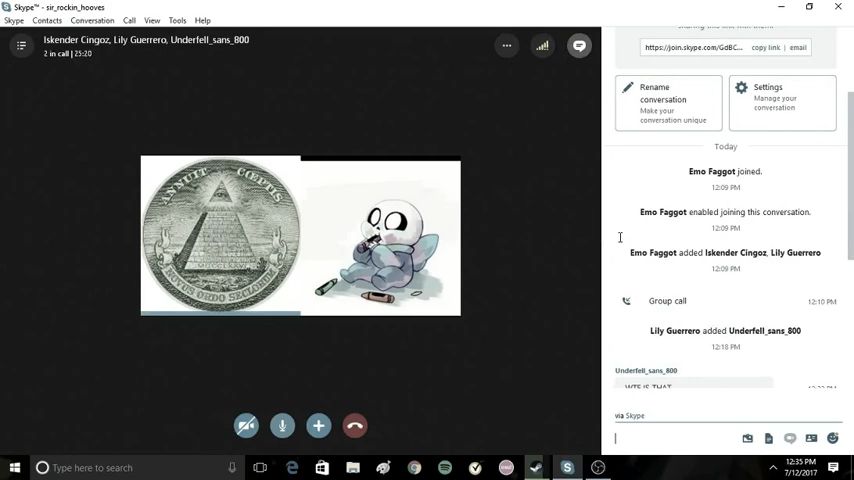 Skype™ - sir_rockin_hooves
Skype Contacts Conversation Call View Tools Help
Iskender Cingoz, Lily Guerrero, Underfell_sans_800
2 in call | 25:20
ANNUIT CŒPTIS
NOVUS ORDO SECLORUM
https://join.skype.com/GdBC... copy link | email
Rename conversation
Make your conversation unique
Settings
Manage your conversation
Today
Emo Faggot joined.
12:09 PM
Emo Faggot enabled joining this conversation.
12:09 PM
Emo Faggot added Iskender Cingoz, Lily Guerrero
12:09 PM
Group call 12:10 PM
Lily Guerrero added Underfell_sans_800
12:18 PM
Underfell_sans_800
WTF IS THAT
via Skype
Type here to search
12:35 PM
7/12/2017